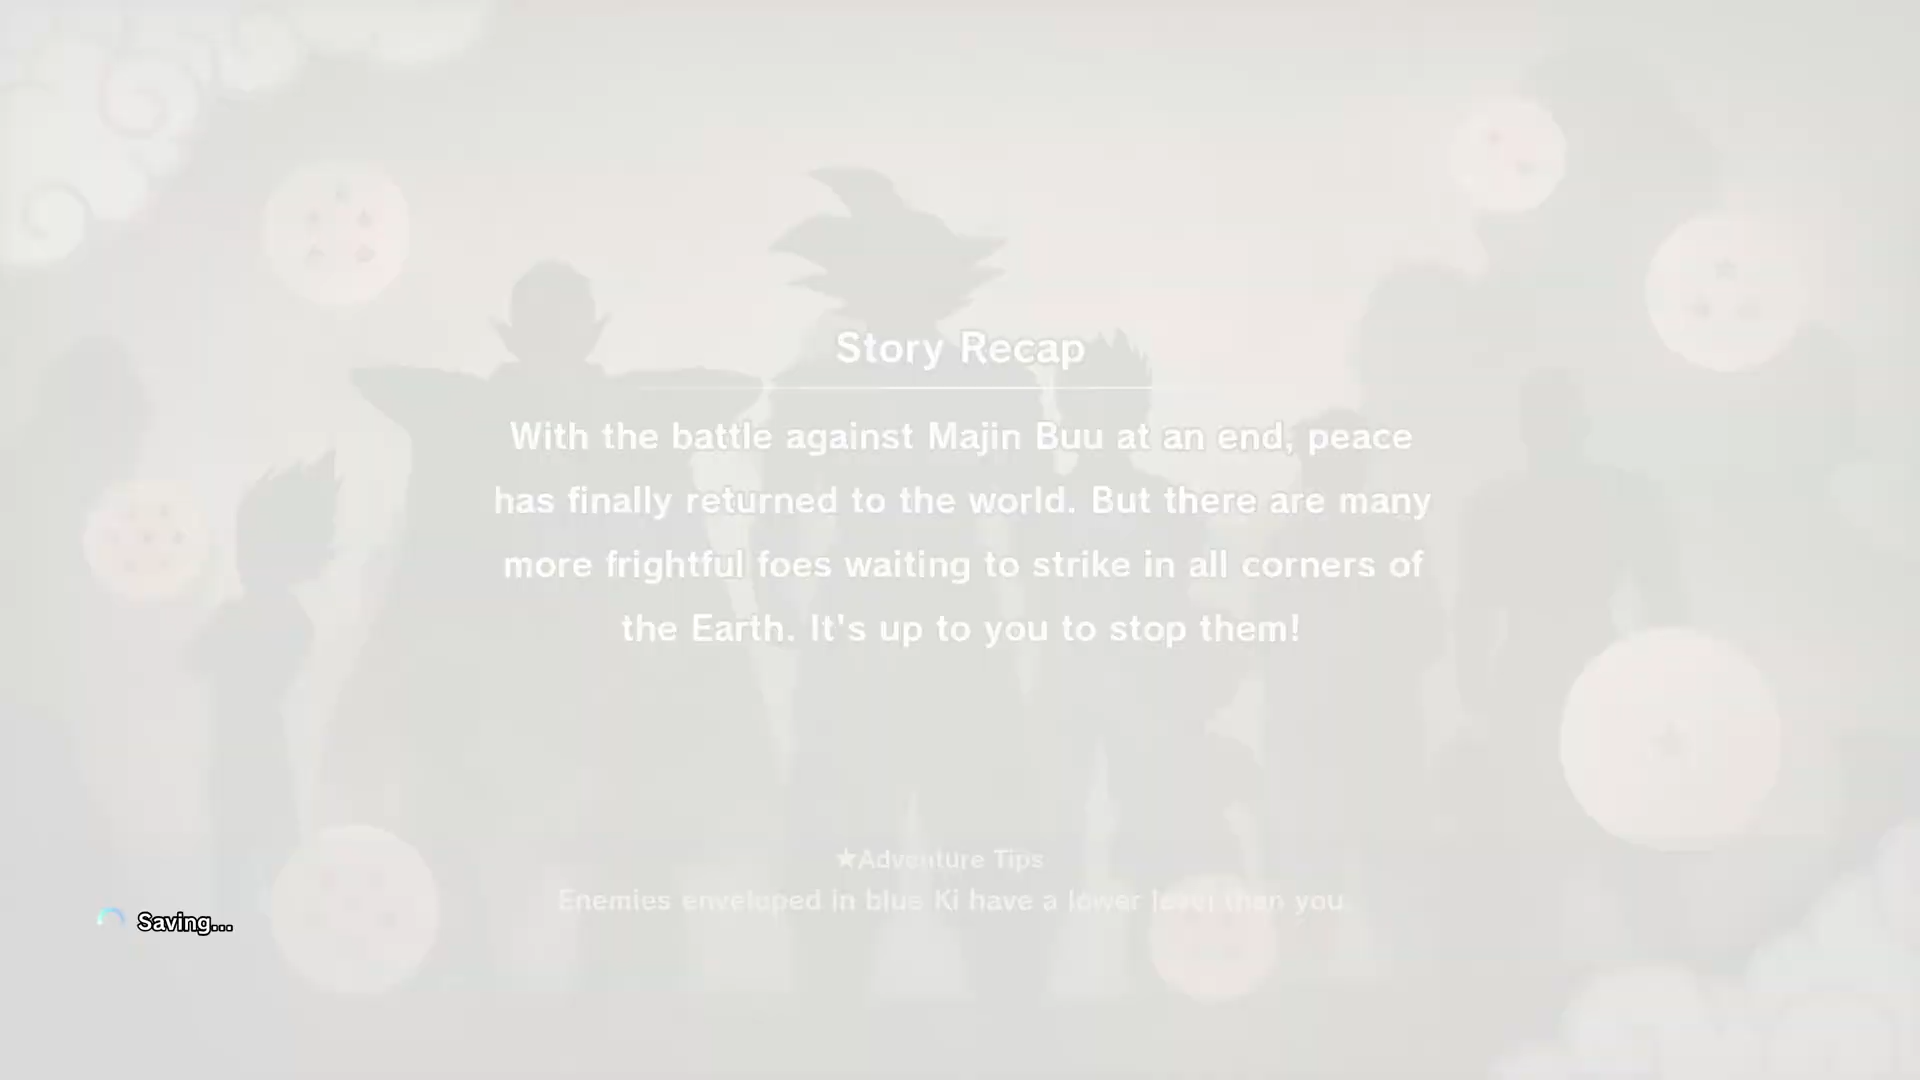 Story Recap
With the battle against Majin Buu at an end, peace
has finally returned to the world. But there are many
more frightful foes waiting to strike in all corners of
the Earth. It's up to you to stop them!
★Adventure Tips
Enemies enveloped in blue Ki have a lower level than you.
Saving...